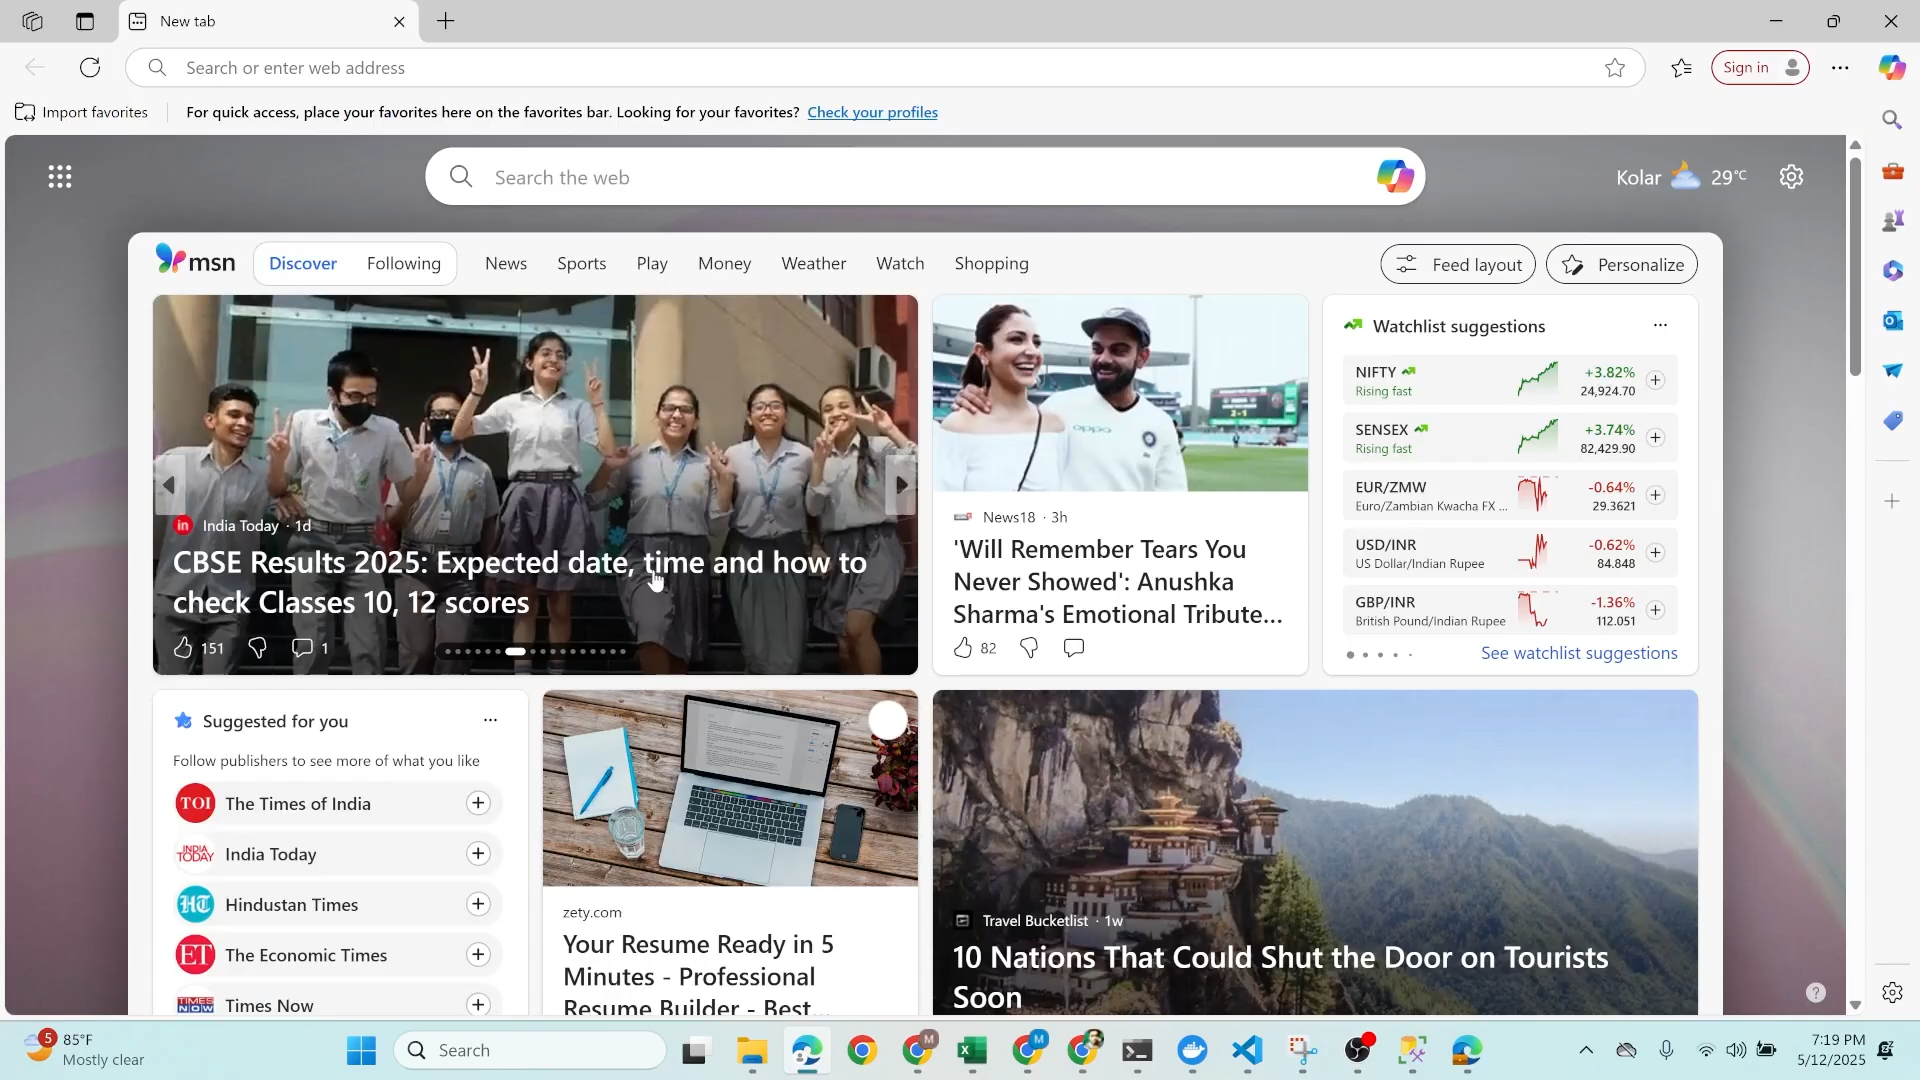 New tab
Search or enter web address
Sign in
Import favorites
For quick access, place your favorites here on the favorites bar. Looking for your favorites? Check your profiles
Search the web
Kolar 29°C
msn Discover Following News Sports Play Money Weather Watch Shopping
Feed layout Personalize
India Today · 1d
CBSE Results 2025: Expected date, time and how to
check Classes 10, 12 scores
151 1
oppo
2-1
News18 · 3h
'Will Remember Tears You
Never Showed': Anushka
Sharma's Emotional Tribute...
82
Watchlist suggestions
NIFTY +3.82%
Rising fast 24,924.70
SENSEX +3.74%
Rising fast 82,429.90
EUR/ZMW -0.64%
Euro/Zambian Kwacha FX ... 29.3621
USD/INR -0.62%
US Dollar/Indian Rupee 84.848
GBP/INR -1.36%
British Pound/Indian Rupee 112.051
See watchlist suggestions
Suggested for you
Follow publishers to see more of what you like
TOI The Times of India
INDIA TODAY India Today
HT Hindustan Times
ET The Economic Times
TIMES NOW Times Now
zety.com
Your Resume Ready in 5
Minutes - Professional
Resume Builder - Best...
Travel Bucketlist · 1w
10 Nations That Could Shut the Door on Tourists
Soon
5 85°F
Mostly clear
Search
M
M
7:19 PM
5/12/2025